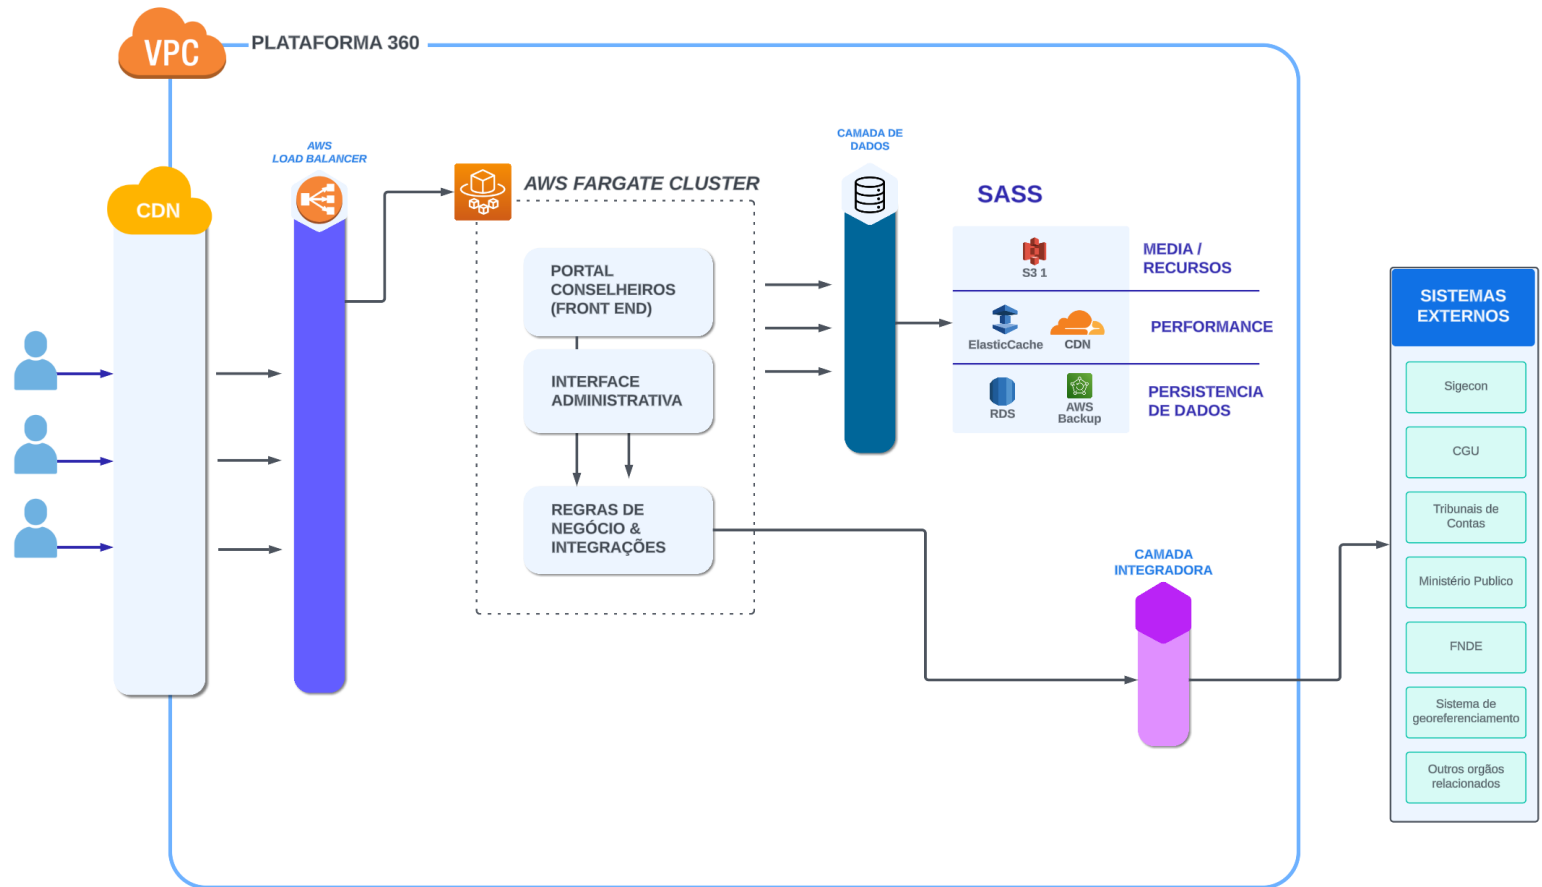 VPC
PLATAFORMA 360
CDN
AWS
LOAD BALANCER
AWS FARGATE CLUSTER
PORTAL
CONSELHEIROS
(FRONT END)
INTERFACE
ADMINISTRATIVA
REGRAS DE
NEGÓCIO &
INTEGRAÇÕES
CAMADA DE
DADOS
SASS
S3 1
MEDIA /
RECURSOS
ElasticCache
CDN
PERFORMANCE
RDS
AWS
Backup
PERSISTENCIA
DE DADOS
CAMADA
INTEGRADORA
SISTEMAS
EXTERNOS
Sigecon
CGU
Tribunais de
Contas
Ministério Publico
FNDE
Sistema de
georeferenciamento
Outros orgãos
relacionados